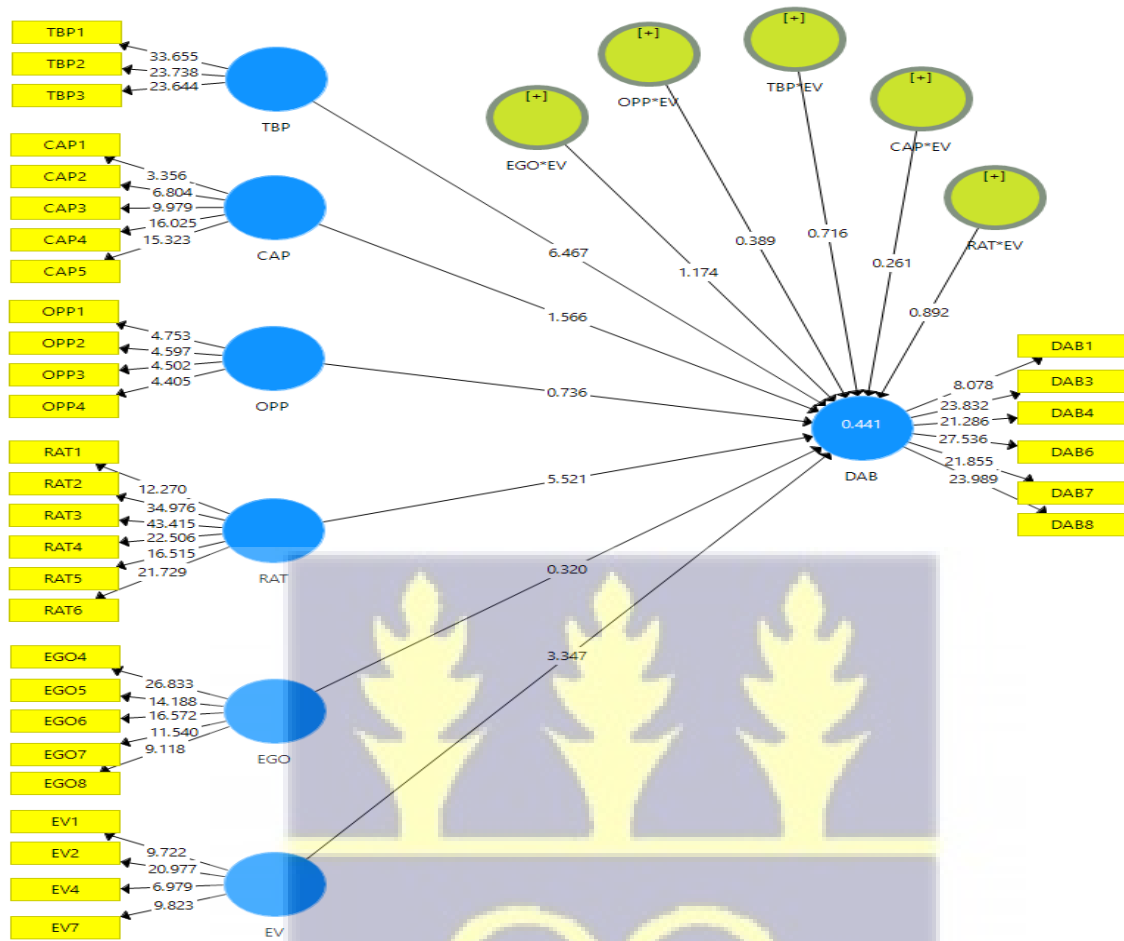 TBP1
TBP2
TBP3
33.655
23.738
23.644
TBP
CAP1
CAP2
CAP3
CAP4
CAP5
3.356
6.804
9.979
16.025
15.323
CAP
OPP1
OPP2
OPP3
OPP4
4.753
4.597
4.502
4.405
OPP
RAT1
RAT2
RAT3
RAT4
RAT5
RAT6
12.270
34.976
43.415
22.506
16.515
21.729
RAT
EGO4
EGO5
EGO6
EGO7
EGO8
26.833
14.188
16.572
11.540
9.118
EGO
EV1
EV2
EV4
EV7
9.722
20.977
6.979
9.823
EV
6.467
1.566
0.736
5.521
0.320
3.347
[+]
EGO*EV
[+]
OPP*EV
[+]
TBP*EV
[+]
CAP*EV
[+]
RAT*EV
1.174
0.389
0.716
0.261
0.892
0.441
DAB
8.078
23.832
21.286
27.536
21.855
23.989
DAB1
DAB3
DAB4
DAB6
DAB7
DAB8